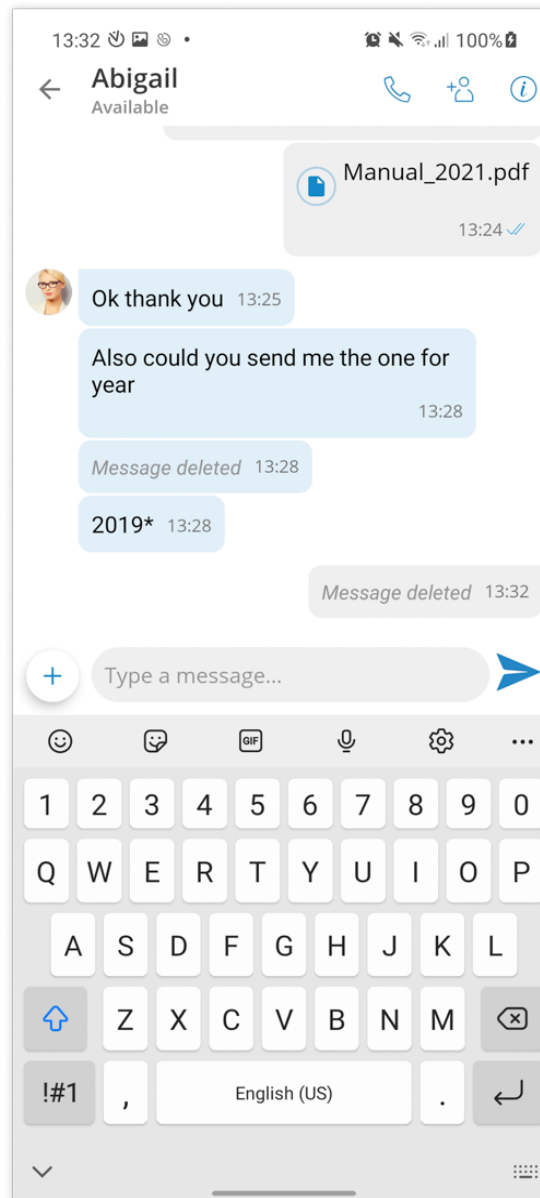 13:32 100%
Abigail
Available
Manual_2021.pdf
13:24
Ok thank you 13:25
Also could you send me the one for
year
13:28
Message deleted 13:28
2019* 13:28
Message deleted 13:32
Type a message...
GIF
1 2 3 4 5 6 7 8 9 0
Q W E R T Y U I O P
A S D F G H J K L
Z X C V B N M
!#1 , English (US) .